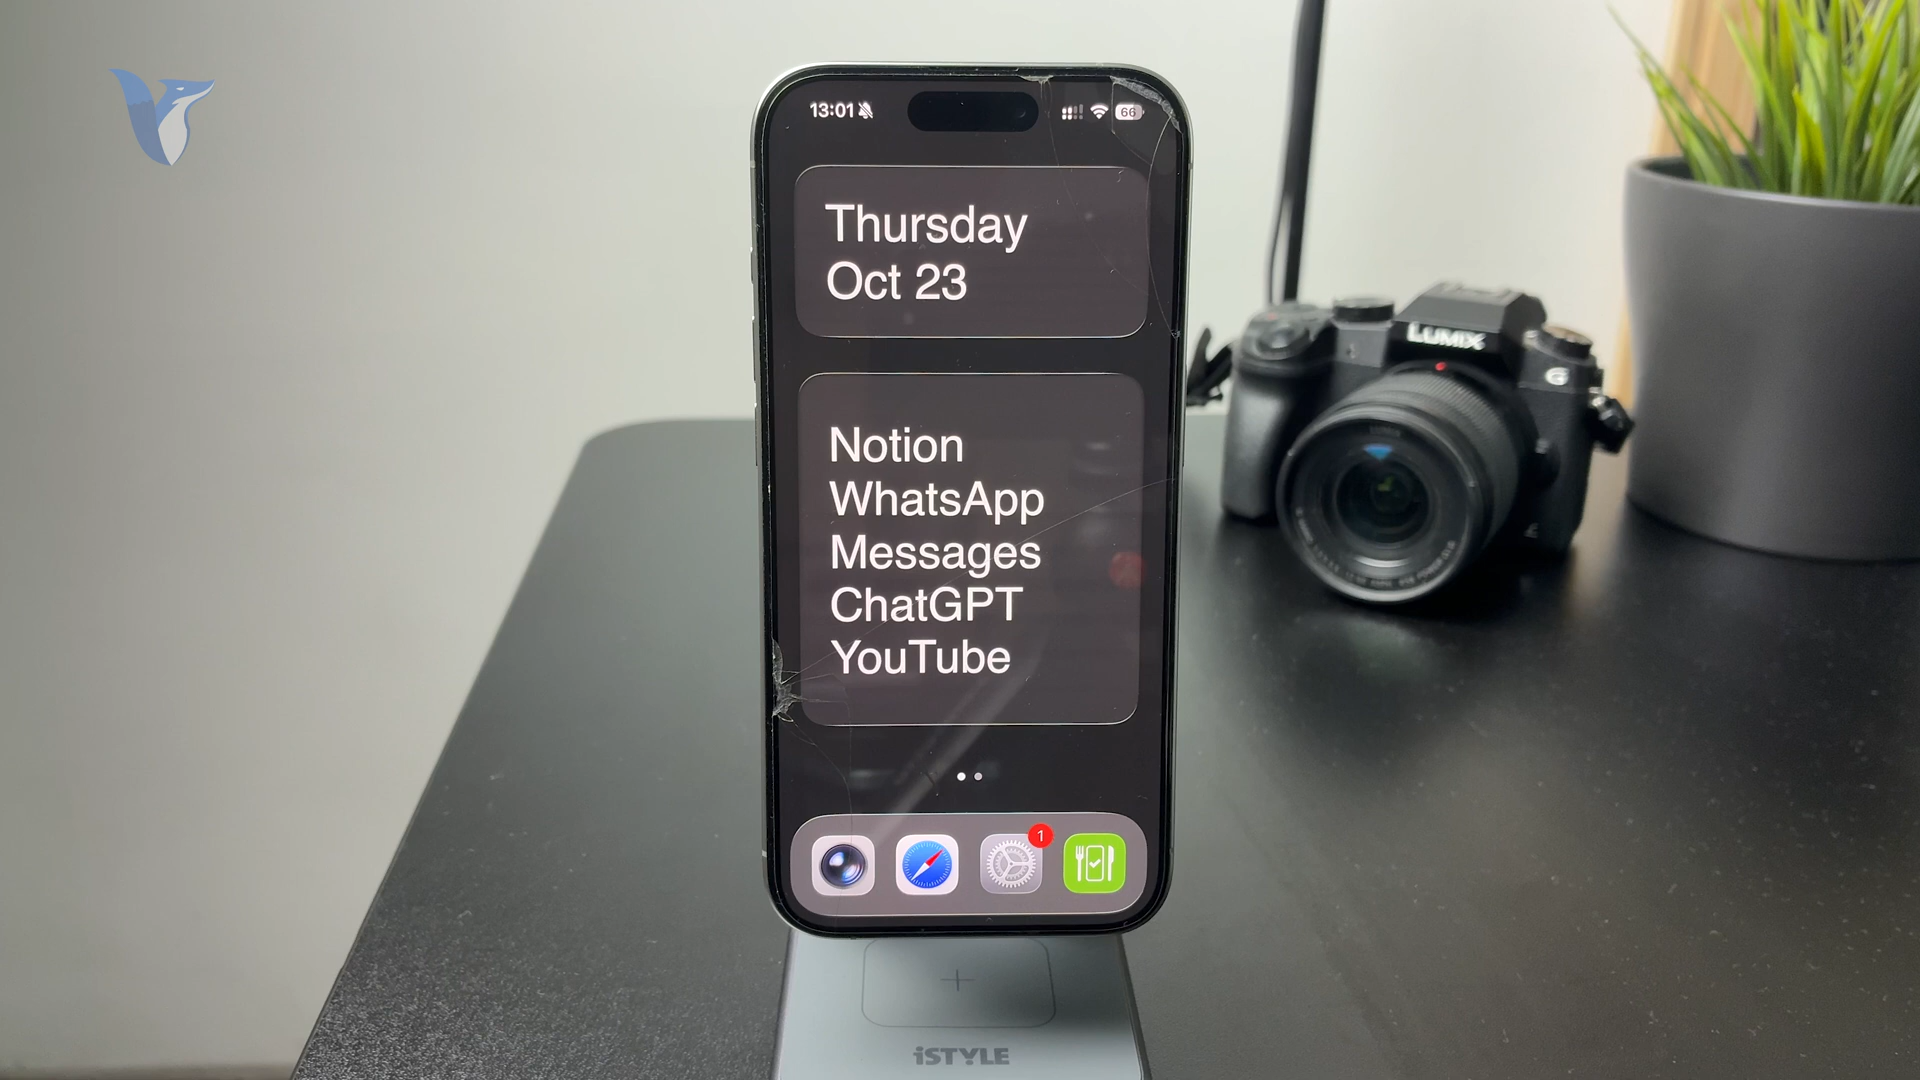 13:01
66
Thursday
Oct 23
Notion
WhatsApp
Messages
ChatGPT
YouTube
1
LUMIX
G
iSTYLE